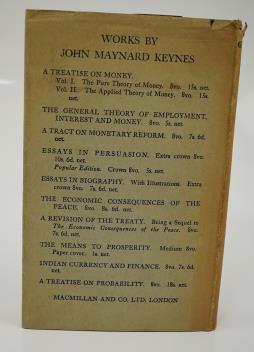 WORKS BY
JOHN MAYNARD KEYNES
A TREATISE ON MONEY.
Vol. I. The Pure Theory of Money. 8vo. 15s. net.
Vol. II. The Applied Theory of Money. 8vo. 15s.
net.
THE GENERAL THEORY OF EMPLOYMENT,
INTEREST AND MONEY. 8vo. 5s. net.
A TRACT ON MONETARY REFORM. 8vo. 7s. 6d.
net.
ESSAYS IN PERSUASION. Extra crown 8vo.
10s. 6d. net.
Popular Edition. Crown 8vo. 5s. net.
ESSAYS IN BIOGRAPHY. With Illustrations. Extra
crown 8vo. 7s. 6d. net.
THE ECONOMIC CONSEQUENCES OF THE
PEACE. 8vo. 8s. 6d. net.
A REVISION OF THE TREATY. Being a Sequel to
The Economic Consequences of the Peace. 8vo.
7s. 6d. net.
THE MEANS TO PROSPERITY. Medium 8vo.
Paper cover. 1s. net.
INDIAN CURRENCY AND FINANCE. 8vo. 7s. 6d.
net.
A TREATISE ON PROBABILITY. 8vo. 18s. net.
MACMILLAN AND CO. LTD. LONDON